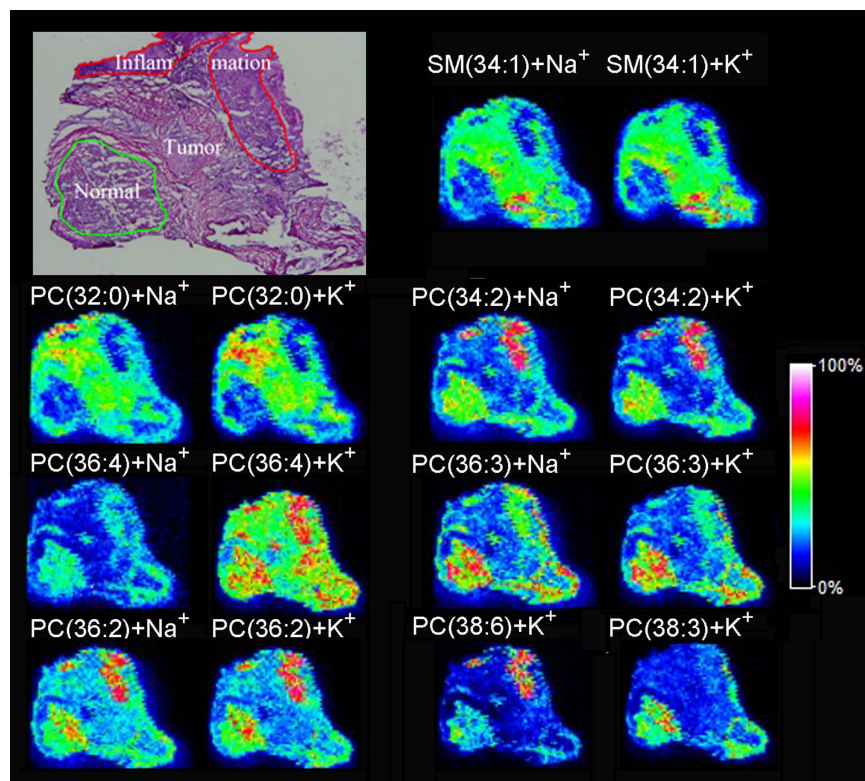 Inflam mation
Tumor
Normal
SM(34:1)+Na⁺ SM(34:1)+K⁺
PC(32:0)+Na⁺ PC(32:0)+K⁺ PC(34:2)+Na⁺ PC(34:2)+K⁺
100%
PC(36:4)+Na⁺ PC(36:4)+K⁺ PC(36:3)+Na⁺ PC(36:3)+K⁺
0%
PC(36:2)+Na⁺ PC(36:2)+K⁺ PC(38:6)+K⁺ PC(38:3)+K⁺